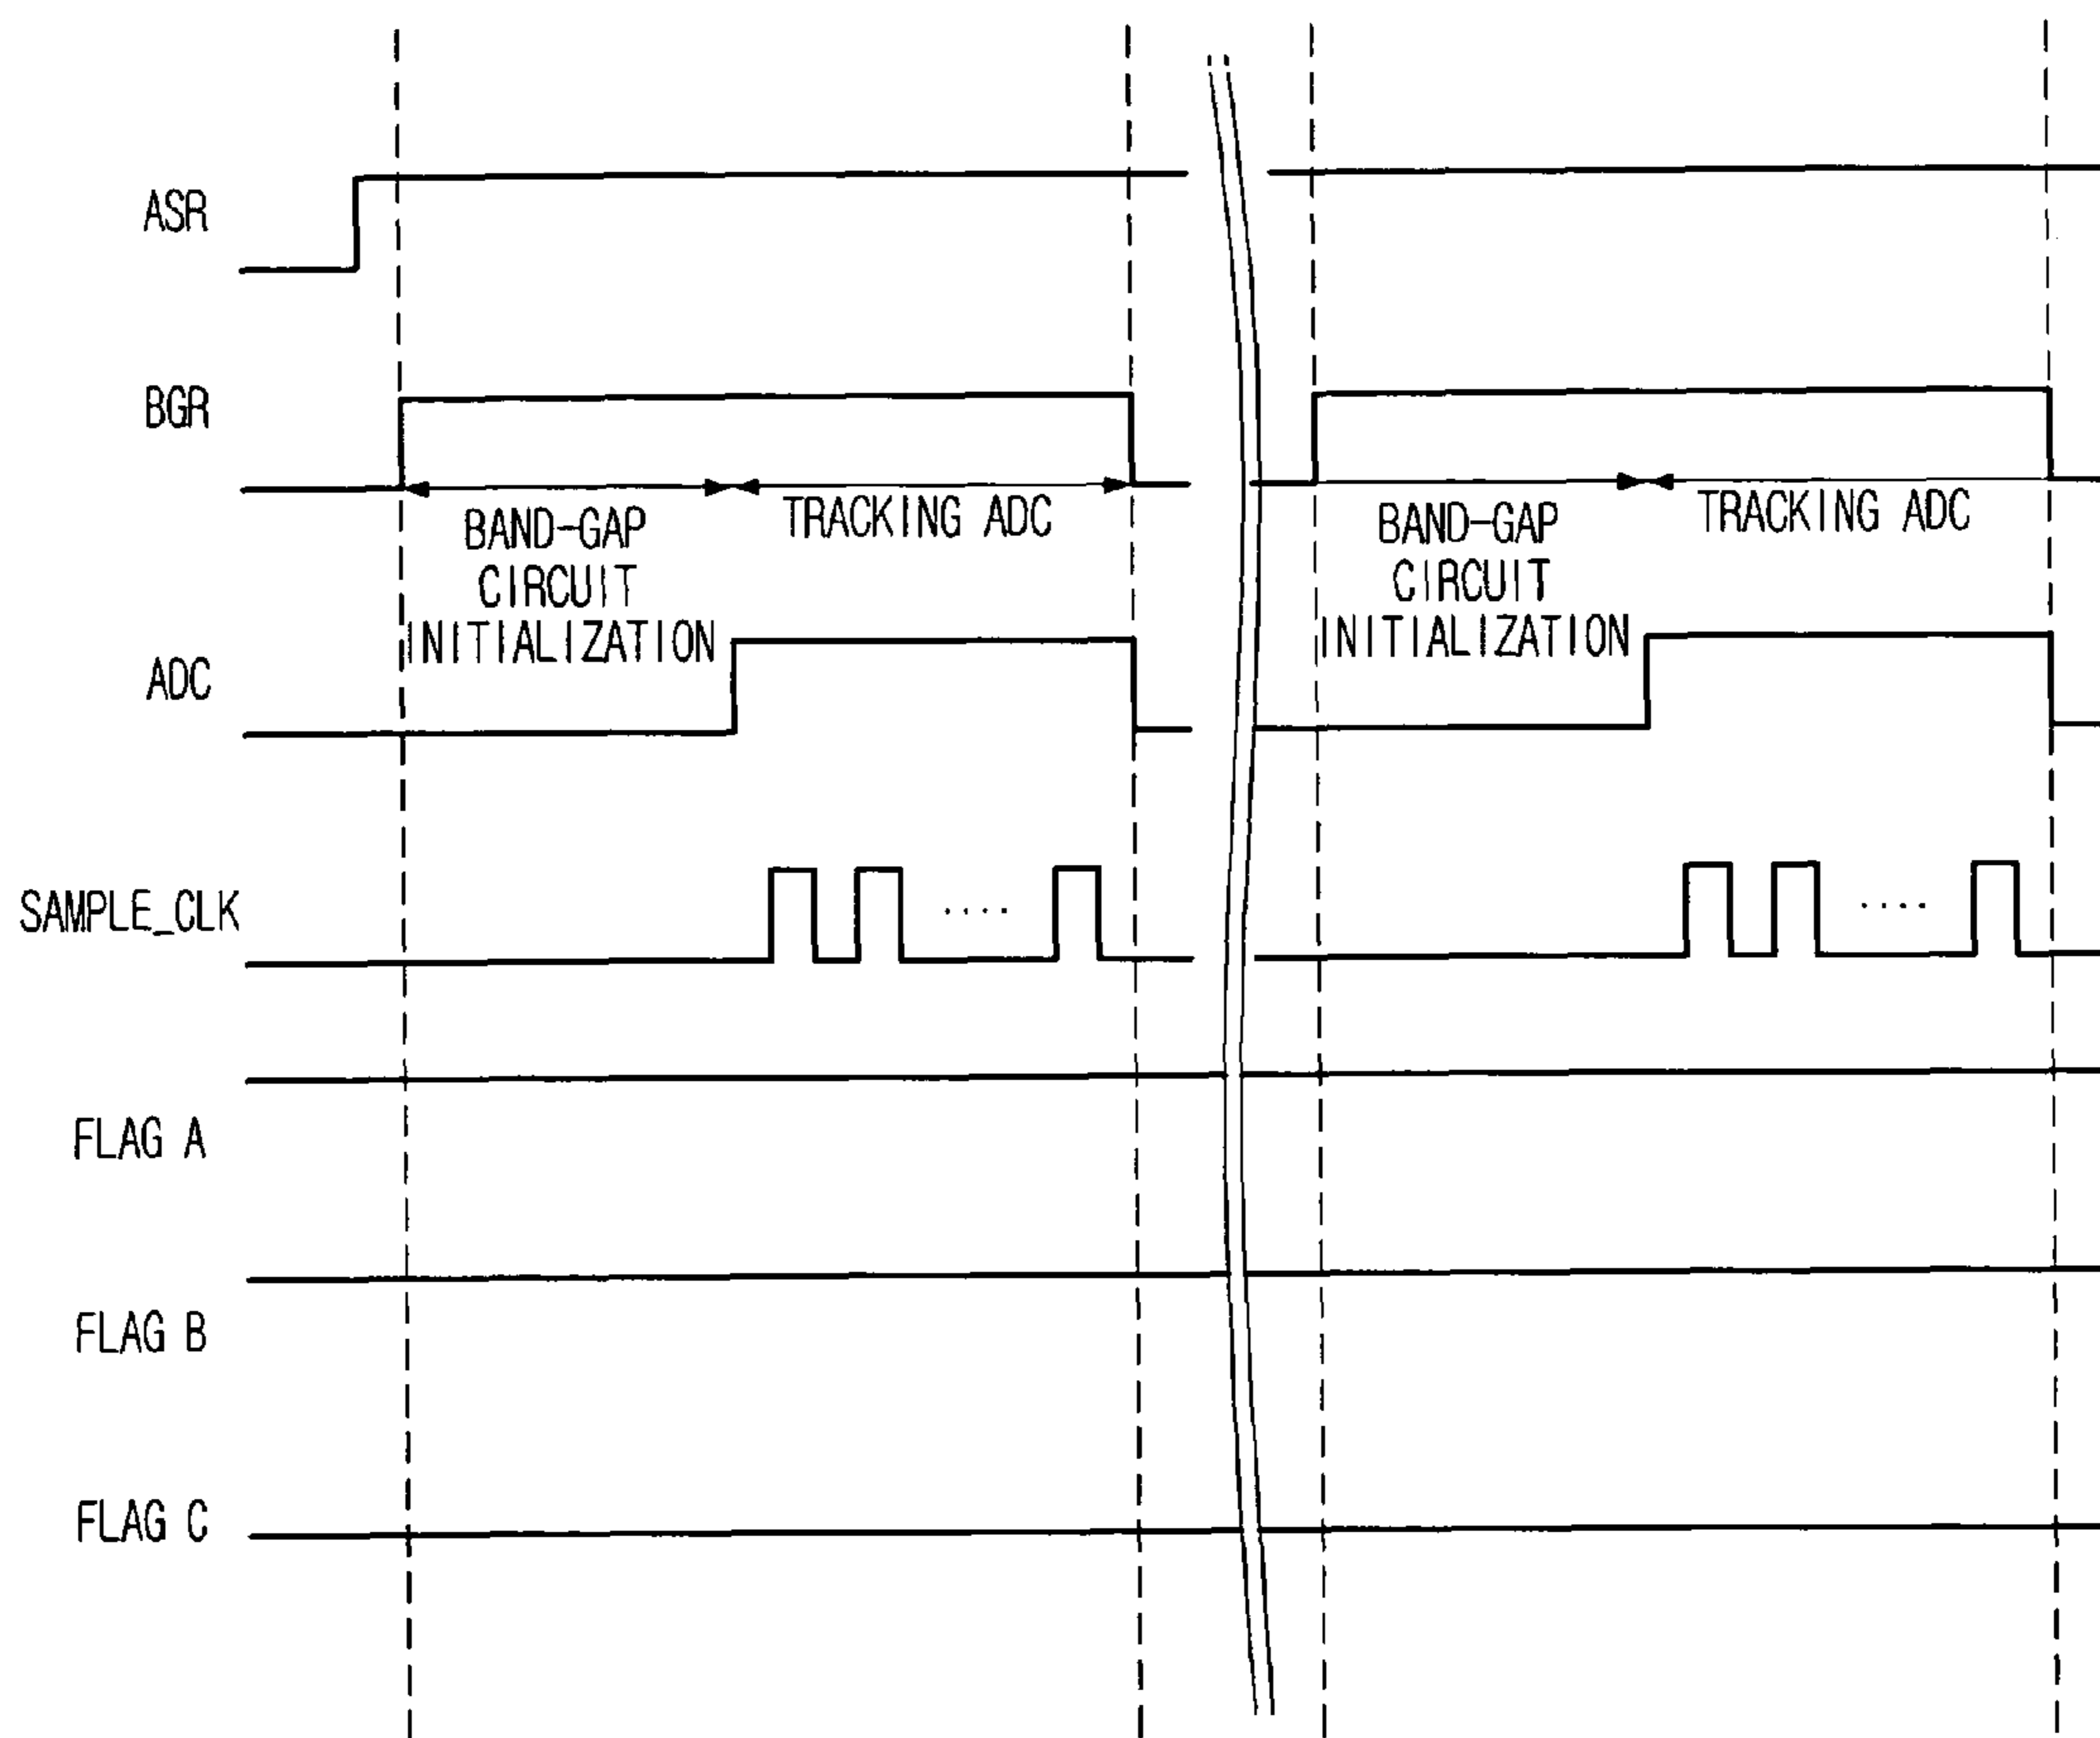 ASR
BGR
BAND-GAP
CIRCUIT
INITIALIZATION
TRACKING ADC
BAND-GAP
CIRCUIT
INITIALIZATION
TRACKING ADC
ADC
SAMPLE_CLK
....
....
FLAG A
FLAG B
FLAG C